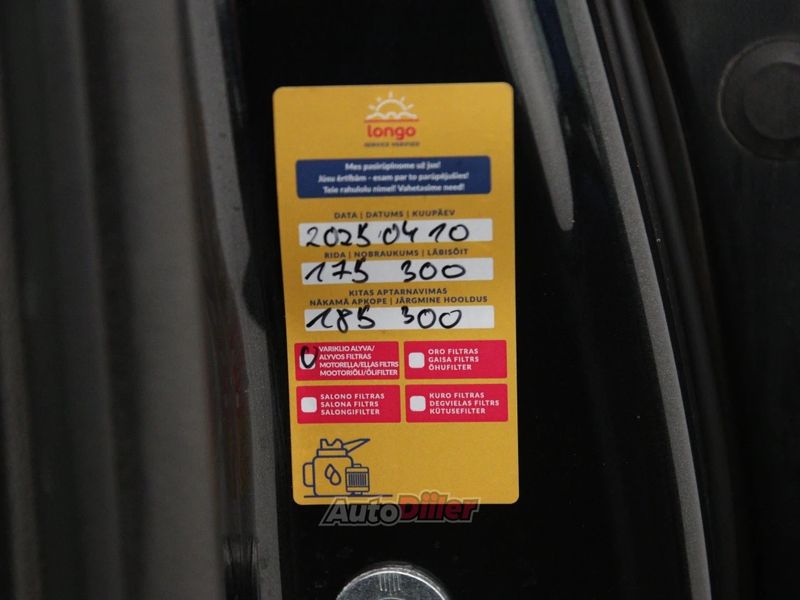 longo
SERVICE VERIFIED
Mes pasirūpinome už jus!
Jūsu ērtībām - esam par to parūpējušies!
Teie rahulolu nimel! Vahetasime need!
DATA | DATUMS | KUUPÄEV
2025.04 10
RIDA | NOBRAUKUMS | LÄBISÕIT
175 300
KITAS APTARNAVIMAS
NĀKAMĀ APKOPE | JÄRGMINE HOOLDUS
185 300
VARIKLIO ALYVA/
ALYVOS FILTRAS
MOTOREĻĻA/EĻĻAS FILTRS
MOOTORIÕLI/ÕLIFILTER
ORO FILTRAS
GAISA FILTRS
ÕHUFILTER
SALONO FILTRAS
SALONA FILTRS
SALONGIFILTER
KURO FILTRAS
DEGVIELAS FILTRS
KÜTUSEFILTER
AutoDiiler